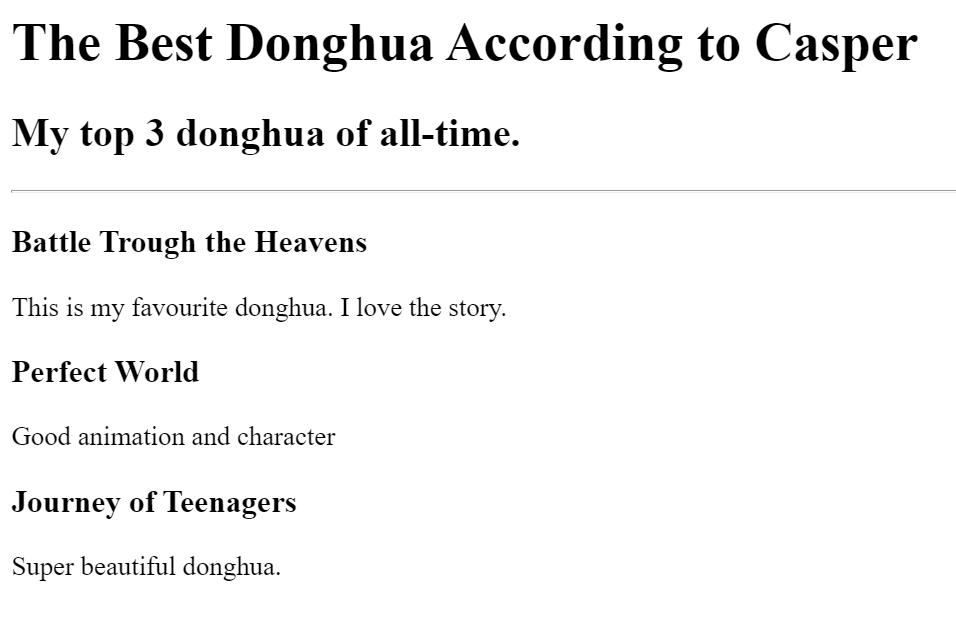 The Best Donghua According to Casper
My top 3 donghua of all-time.
Battle Trough the Heavens
This is my favourite donghua. I love the story.
Perfect World
Good animation and character
Journey of Teenagers
Super beautiful donghua.